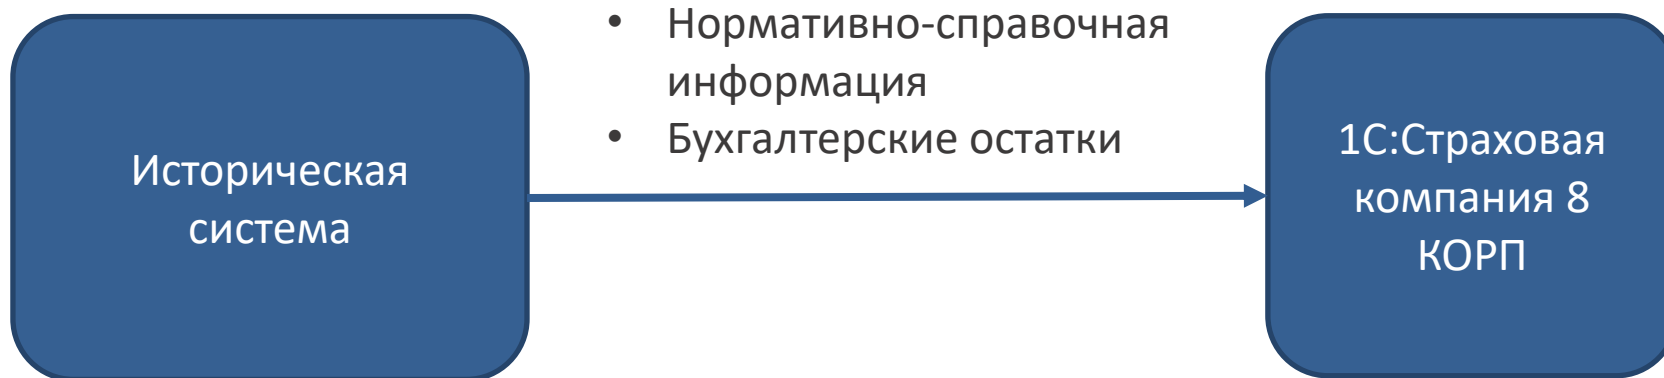 Историческая
система
• Нормативно-справочная
информация
• Бухгалтерские остатки
1С:Страховая
компания 8
КОРП